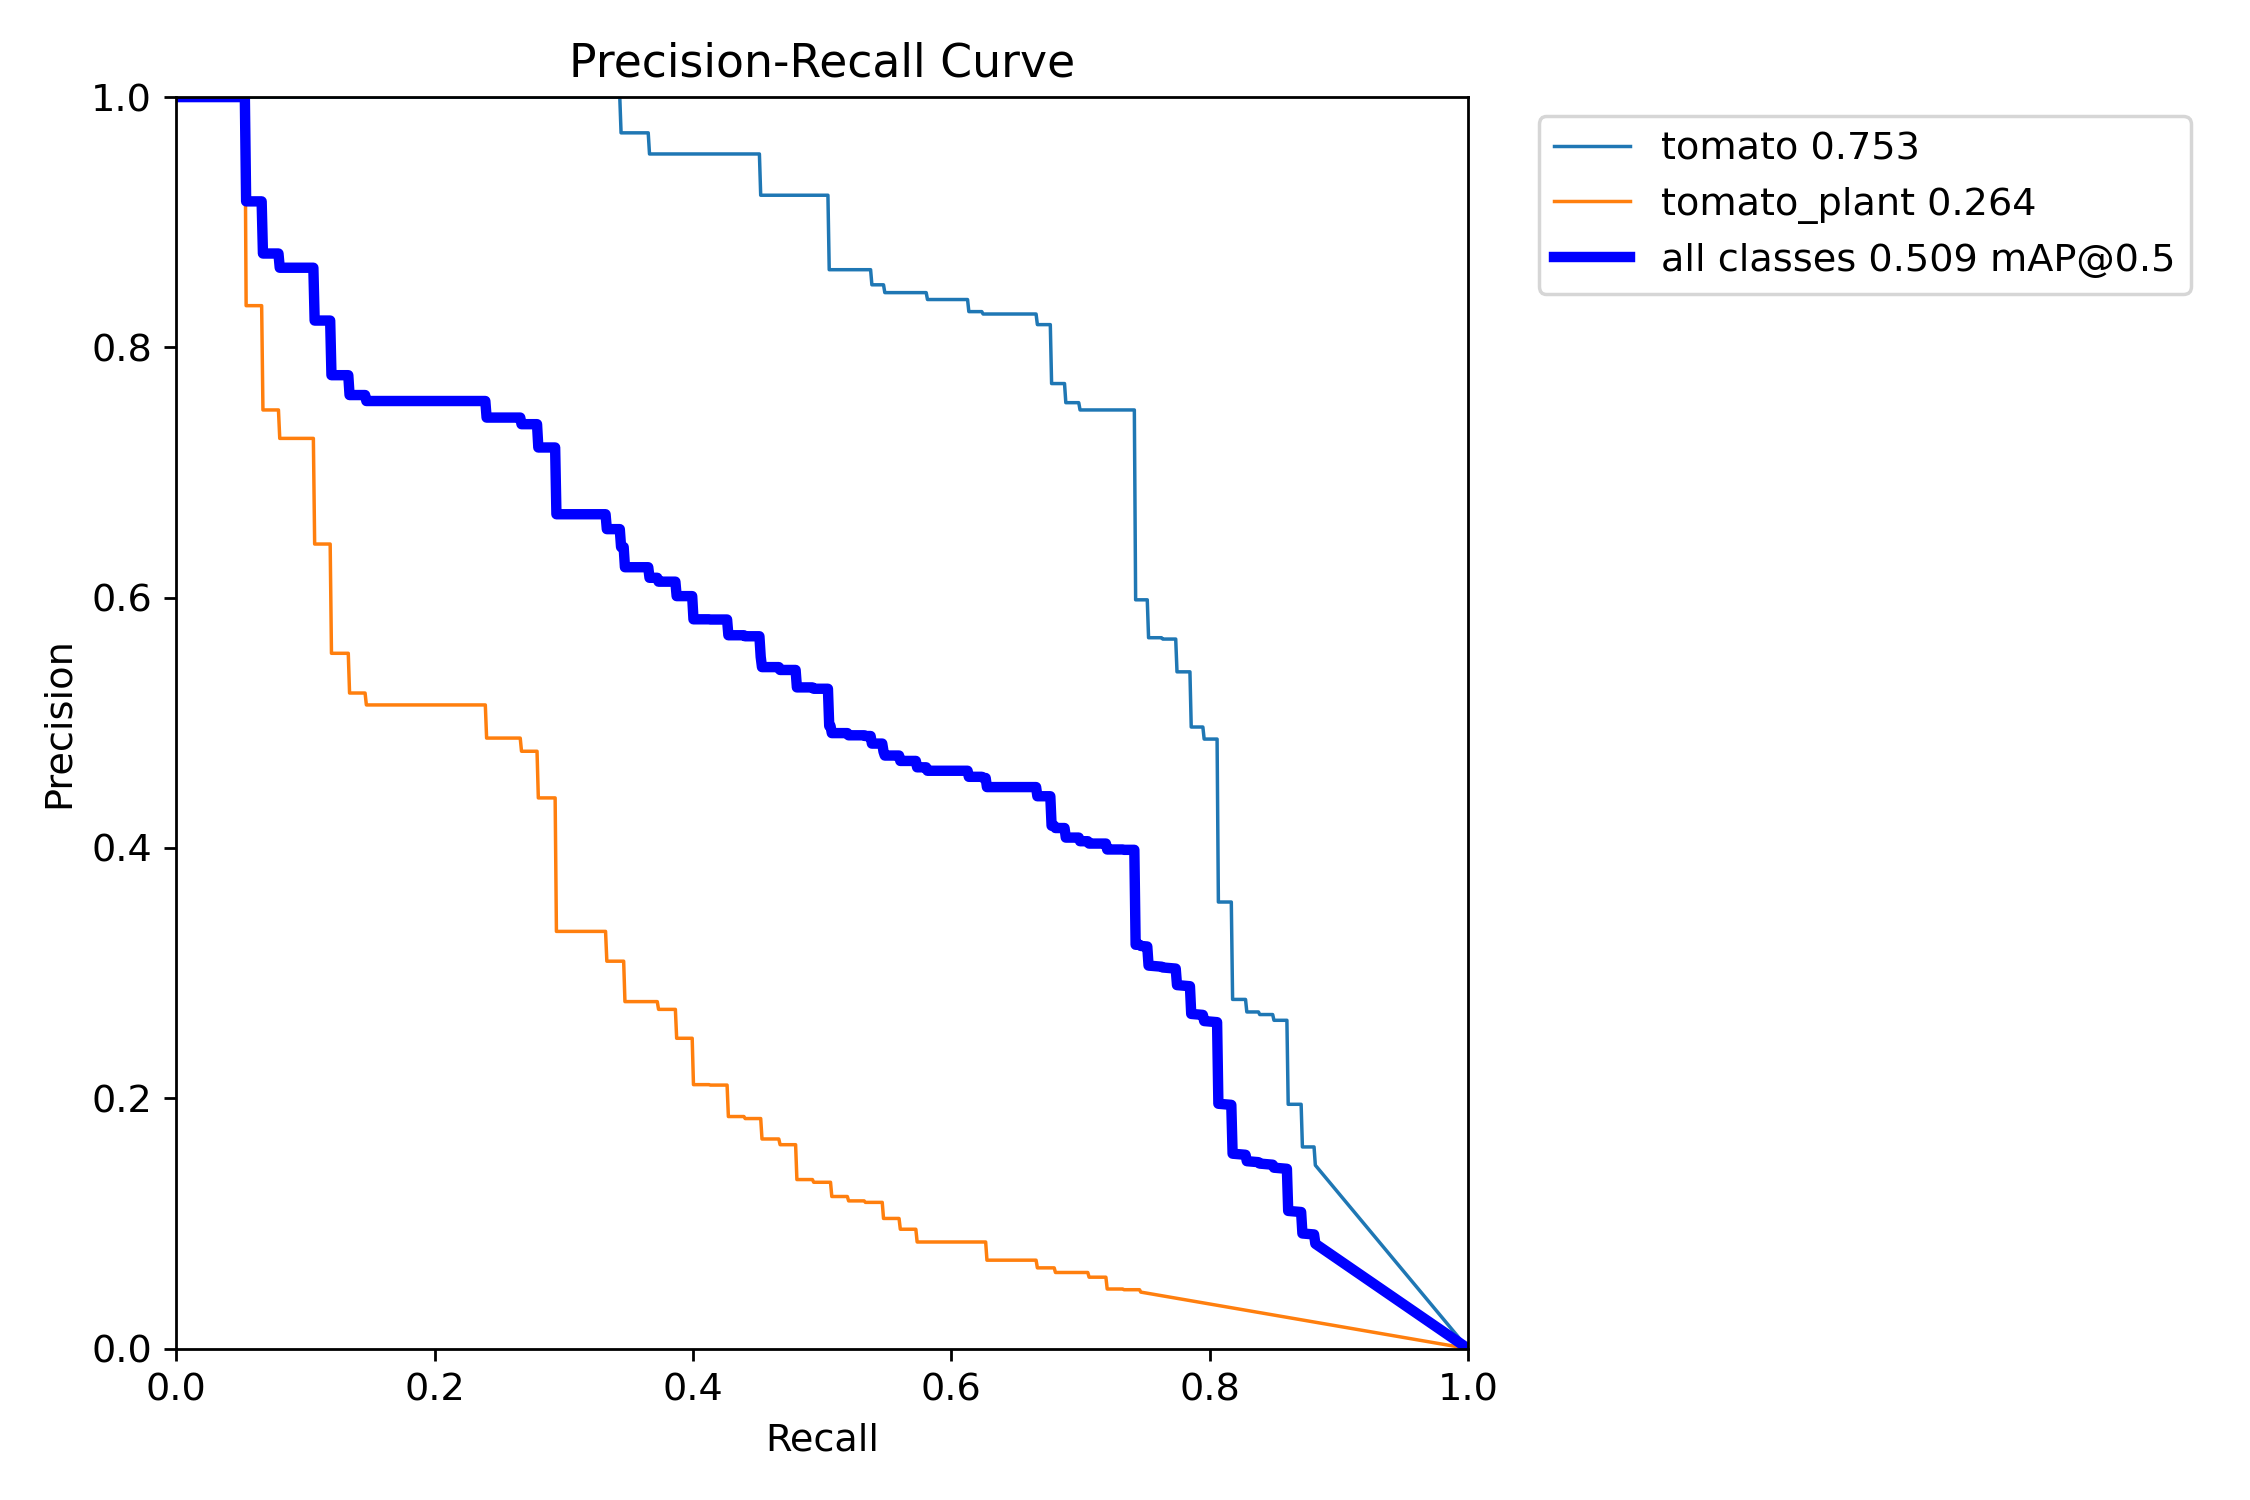 Precision-Recall Curve
1.0
0.8
0.6
0.4
0.2
0.0
Precision
0.0 0.2 0.4 0.6 0.8 1.0
Recall
tomato 0.753
tomato_plant 0.264
all classes 0.509 mAP@0.5